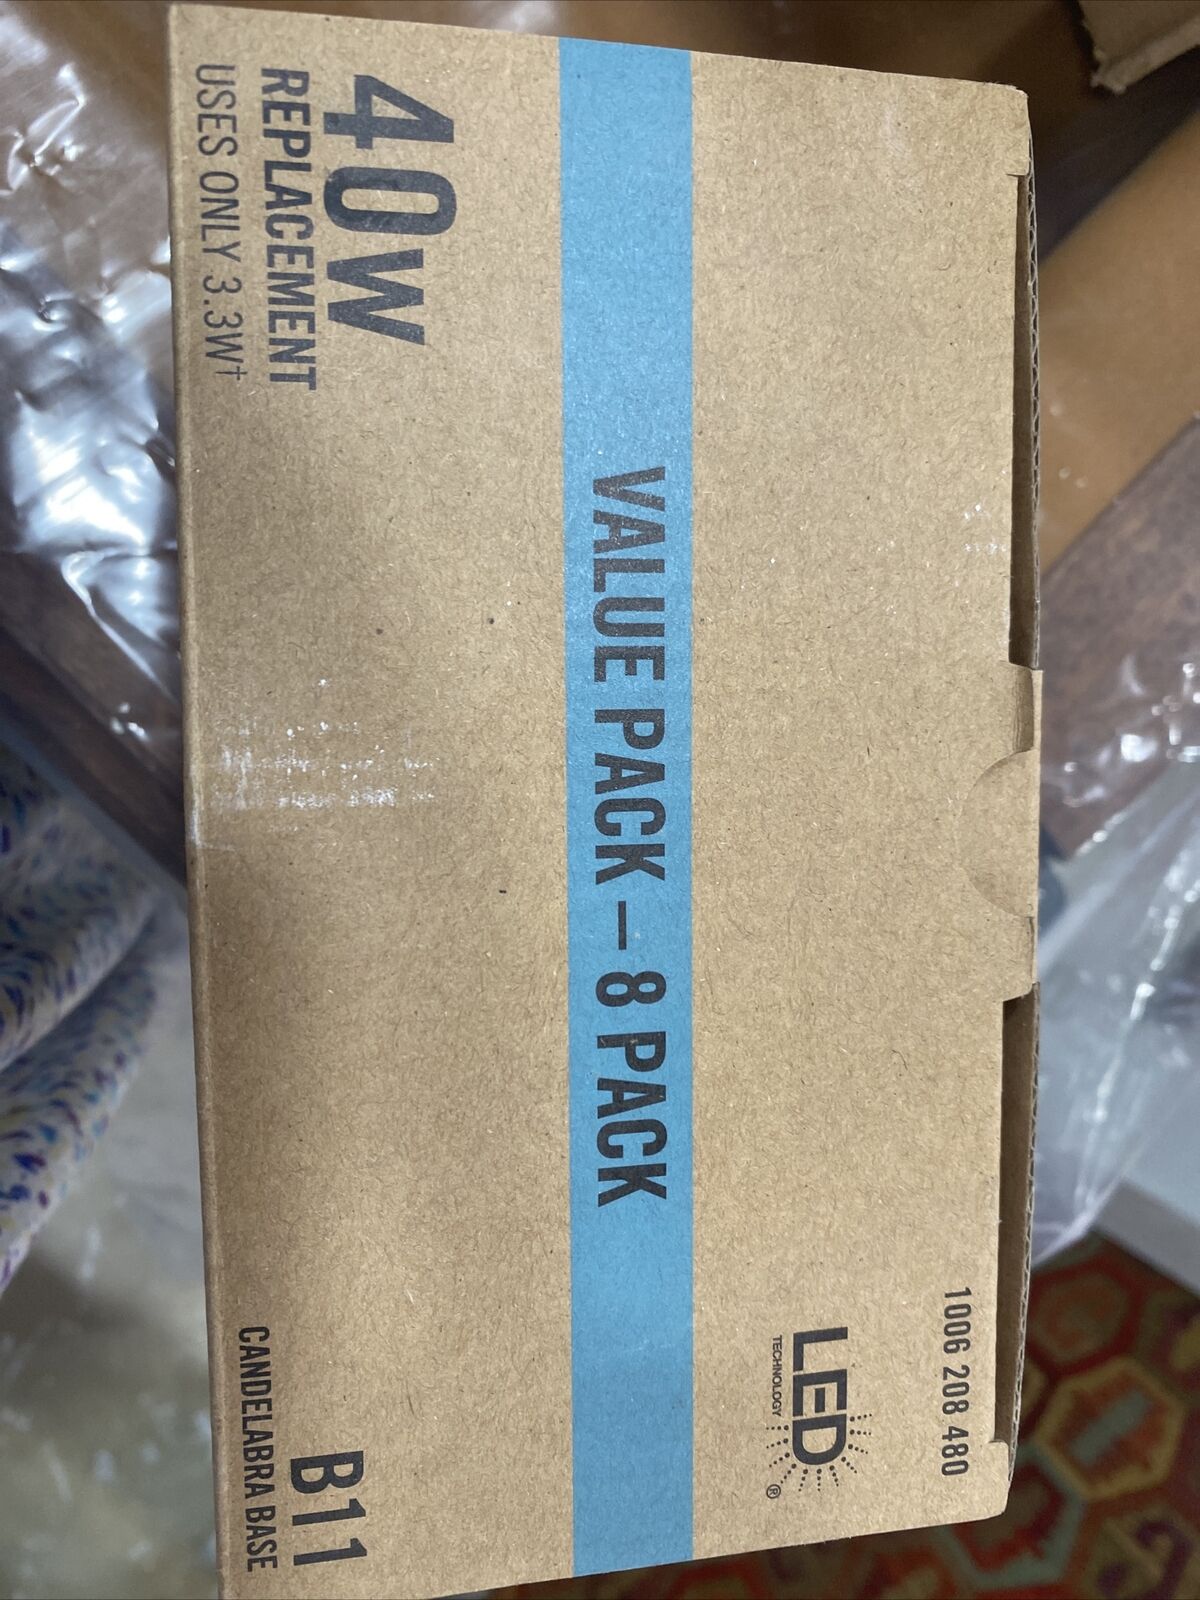 1006 208 480
LED
TECHNOLOGY
®
VALUE PACK – 8 PACK
40W
REPLACEMENT
USES ONLY 3.3W†
B11
CANDELABRA BASE